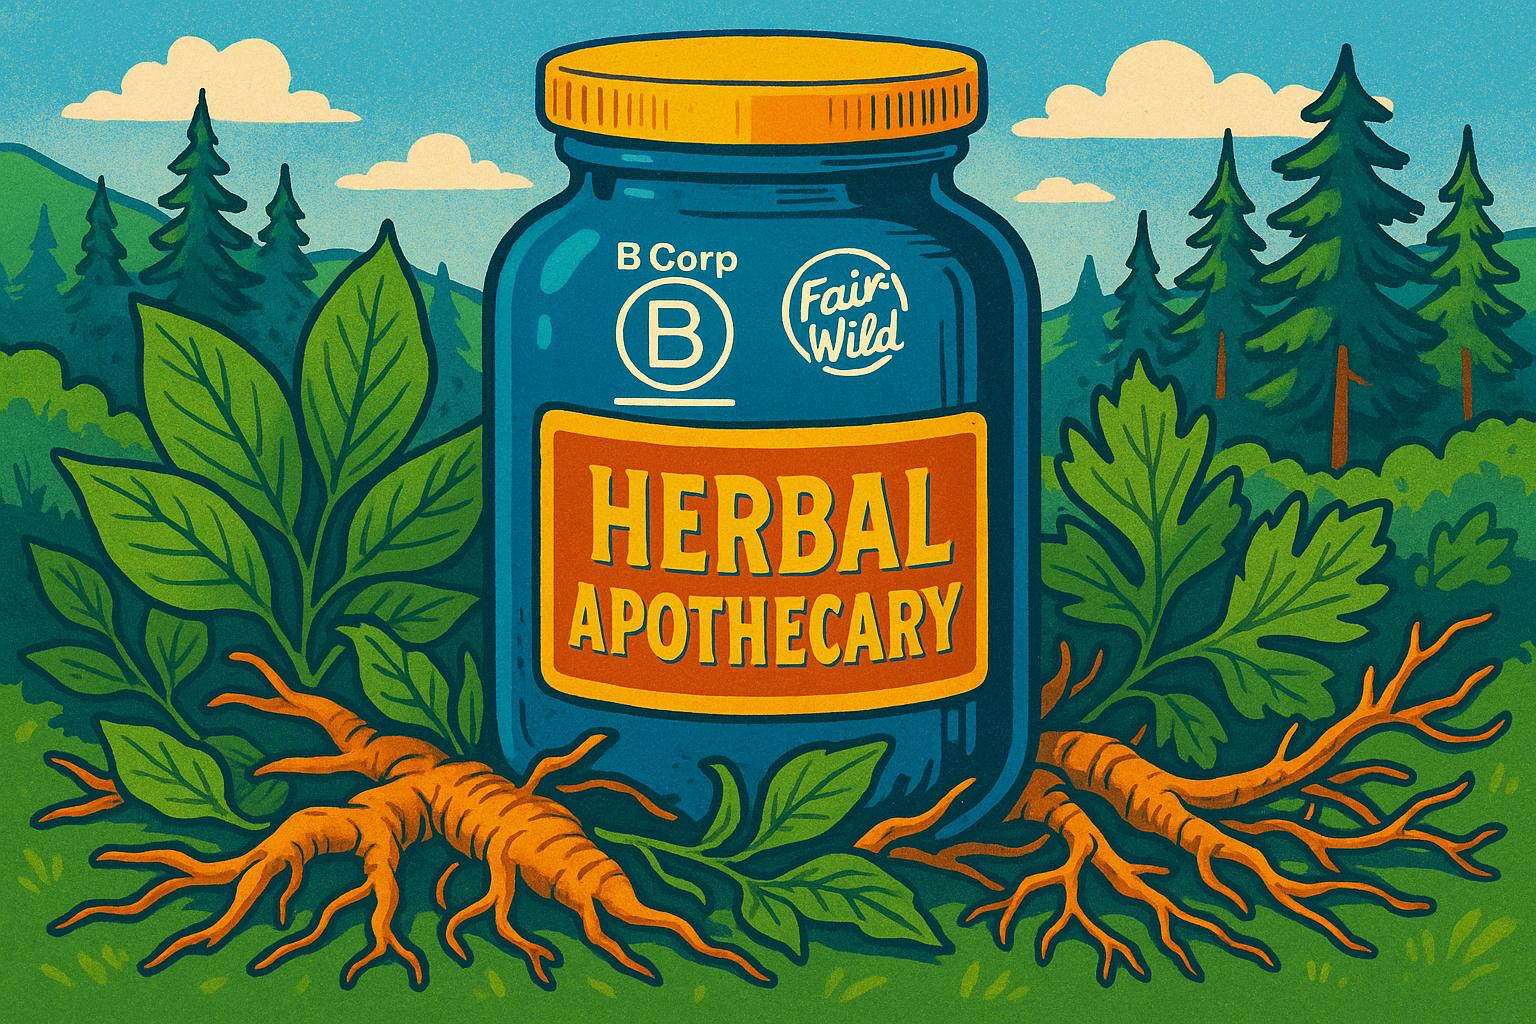 B Corp
B
Fair
Wild
HERBAL
APOTHECARY